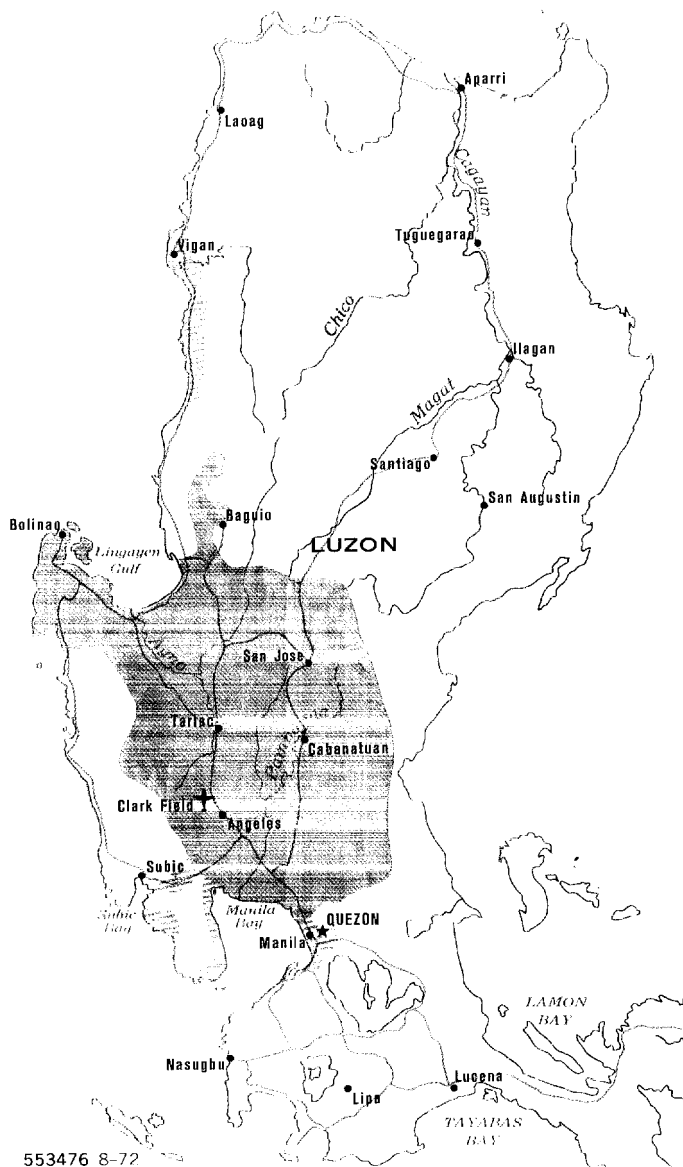 Aparri
Laoag
Cagayan
Vigan
Tuguegarao
Chico
Ilagan
Magat
Santiago
San Augustin
Bolinao
Baguio
Lingayen
Gulf
LUZON
Agno
San Jose
Tarlac
Cabanatuan
Clark Field
Angeles
Subic
Subic
Bay
Manila
Bay
QUEZON
Manila
LAMON
BAY
Nasugbu
Lipa
Lucena
TAYABAS
BAY
553476 8-72